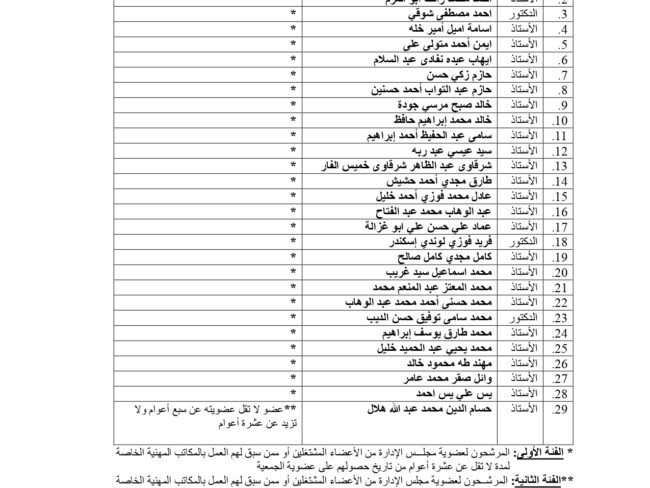 .3 الدكتور احمد مصطفى شوقي *
.4 الأستاذ اسامة اميل أمير خله *
.5 الأستاذ ايمن أحمد متولى على *
.6 الأستاذ ايهاب عبده نفادى عبد السلام *
.7 الأستاذ حازم زكي حسن *
.8 الأستاذ حازم عبد التواب أحمد حسنين *
.9 الأستاذ خالد صبح مرسي جودة *
.10 الأستاذ خالد محمد إبراهيم حافظ *
.11 الأستاذ سامى عبد الحفيظ أحمد إبراهيم *
.12 الأستاذ سيد عيسي عبد ربه *
.13 الأستاذ شرقاوى عبد الظاهر شرقاوى خميس الفار *
.14 الأستاذ طارق مجدي أحمد حشيش *
.15 الأستاذ عادل محمد فوزي أحمد خليل *
.16 الأستاذ عبد الوهاب محمد عبد الفتاح *
.17 الأستاذ عماد علي حسن علي ابو غزالة *
.18 الدكتور فريد فوزي لوندي إسكندر *
.19 الأستاذ كامل مجدي كامل صالح *
.20 الأستاذ محمد اسماعيل سيد غريب *
.21 الأستاذ محمد المعتز عبد المنعم محمد *
.22 الأستاذ محمد حسنى أحمد محمد عبد الوهاب *
.23 الدكتور محمد سامى توفيق حسن الديب *
.24 الأستاذ محمد طارق يوسف إبراهيم *
.25 الأستاذ محمد يحيي عبد الحميد خليل *
.26 الأستاذ مهند طه محمود خالد *
.27 الأستاذ وائل صقر محمد عامر *
.28 الأستاذ يس علي يس احمد *
.29 الأستاذ حسام الدين محمد عبد الله هلال **عضو لا تقل عضويته عن سبع أعوام ولا
تزيد عن عشرة أعوام
* الفئة الأولى: المرشحون لعضوية مجلـس الإدارة من الأعضاء المشتغلين أو ممن سبق لهم العمل بالمكاتب المهنية الخاصة
لمدة لا تقل عن عشرة أعوام من تاريخ حصولهم على عضوية الجمعية
**الفئة الثانية: المرشـحون لعضوية مجلس الإدارة من الأعضاء المشتغلين أو ممن سبق لهم العمل بالمكاتب المهنية الخاصة